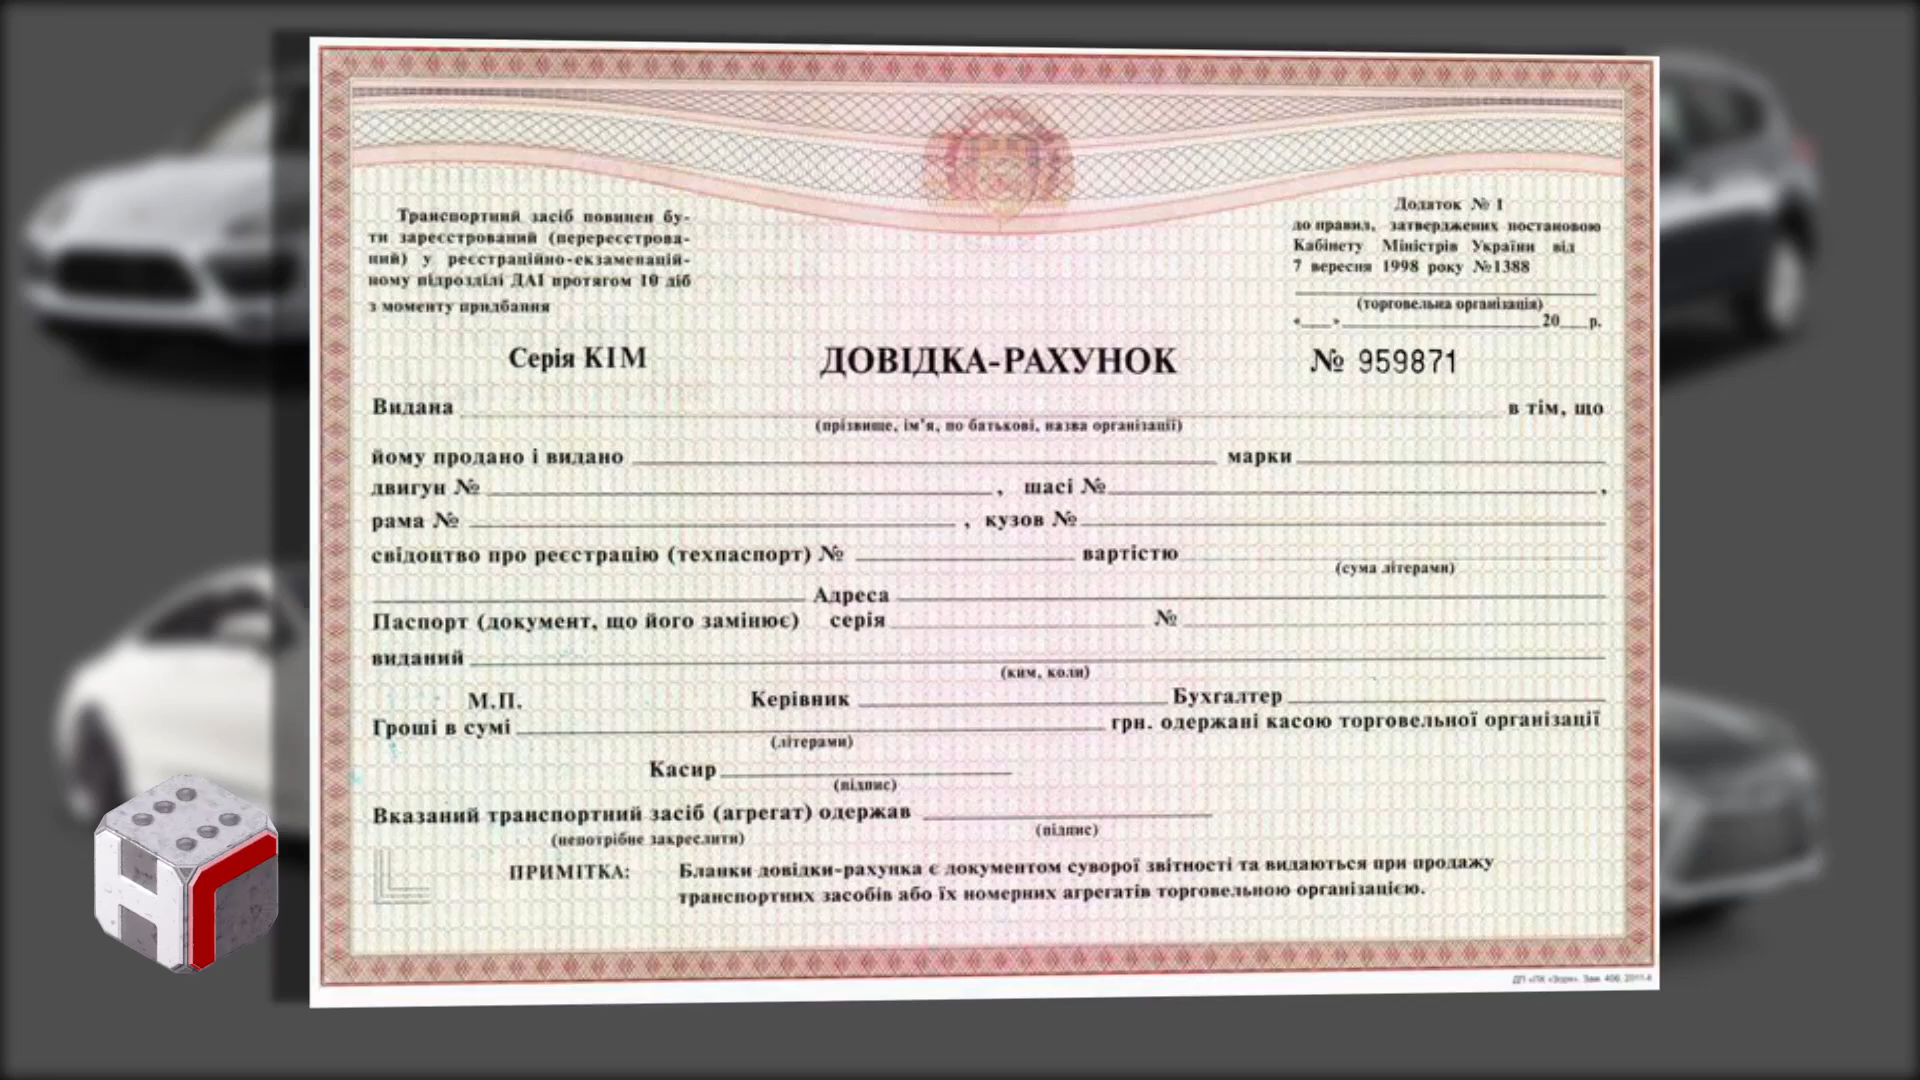 Транспортний засіб повинен бу-
ти зареєстрований (перереєстрова-
ний) у реєстраційно-екзаменацій-
ному підрозділі ДАІ протягом 10 діб
з моменту придбання
Додаток № 1
до правил, затверджених постановою
Кабінету Міністрів України від
7 вересня 1998 року №1388
(торговельна організація)
«___»____________20___р.
Серія КІМ
ДОВІДКА-РАХУНОК
№ 959871
Видана в тім, що
(прізвище, ім'я, по батькові, назва організації)
йому продано і видано марки
двигун № , шасі № ,
рама № , кузов №
свідоцтво про реєстрацію (техпаспорт) № вартістю
(сума літерами)
Адреса
Паспорт (документ, що його замінює) серія №
виданий
(ким, коли)
М.П. Керівник Бухгалтер
Гроші в сумі грн. одержані касою торговельної організації
(літерами)
Касир
(підпис)
Вказаний транспортний засіб (агрегат) одержав
(непотрібне закреслити) (підпис)
ПРИМІТКА: Бланки довідки-рахунка є документом суворої звітності та видаються при продажу
транспортних засобів або їх номерних агрегатів торговельною організацією.
НГ